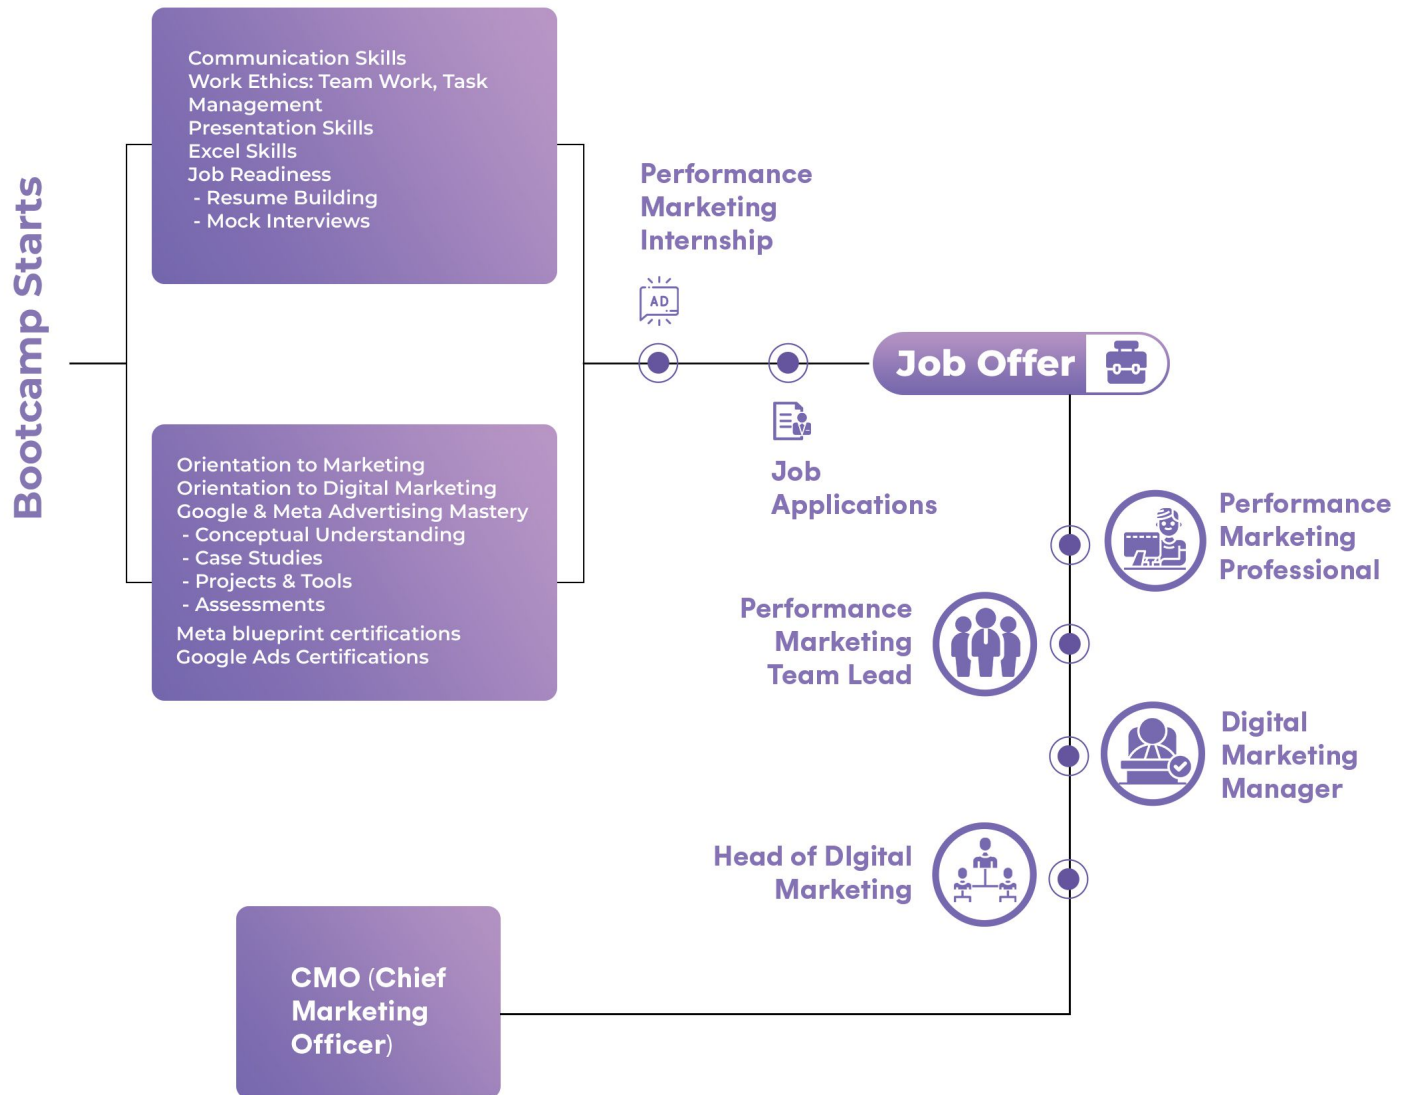 Bootcamp Starts
Communication Skills
Work Ethics: Team Work, Task
Management
Presentation Skills
Excel Skills
Job Readiness
- Resume Building
- Mock Interviews
Orientation to Marketing
Orientation to Digital Marketing
Google & Meta Advertising Mastery
- Conceptual Understanding
- Case Studies
- Projects & Tools
- Assessments
Meta blueprint certifications
Google Ads Certifications
Performance
Marketing
Internship
AD
Job
Applications
Job Offer
Performance
Marketing
Professional
Performance
Marketing
Team Lead
Digital
Marketing
Manager
Head of DIgital
Marketing
CMO (Chief
Marketing
Officer)